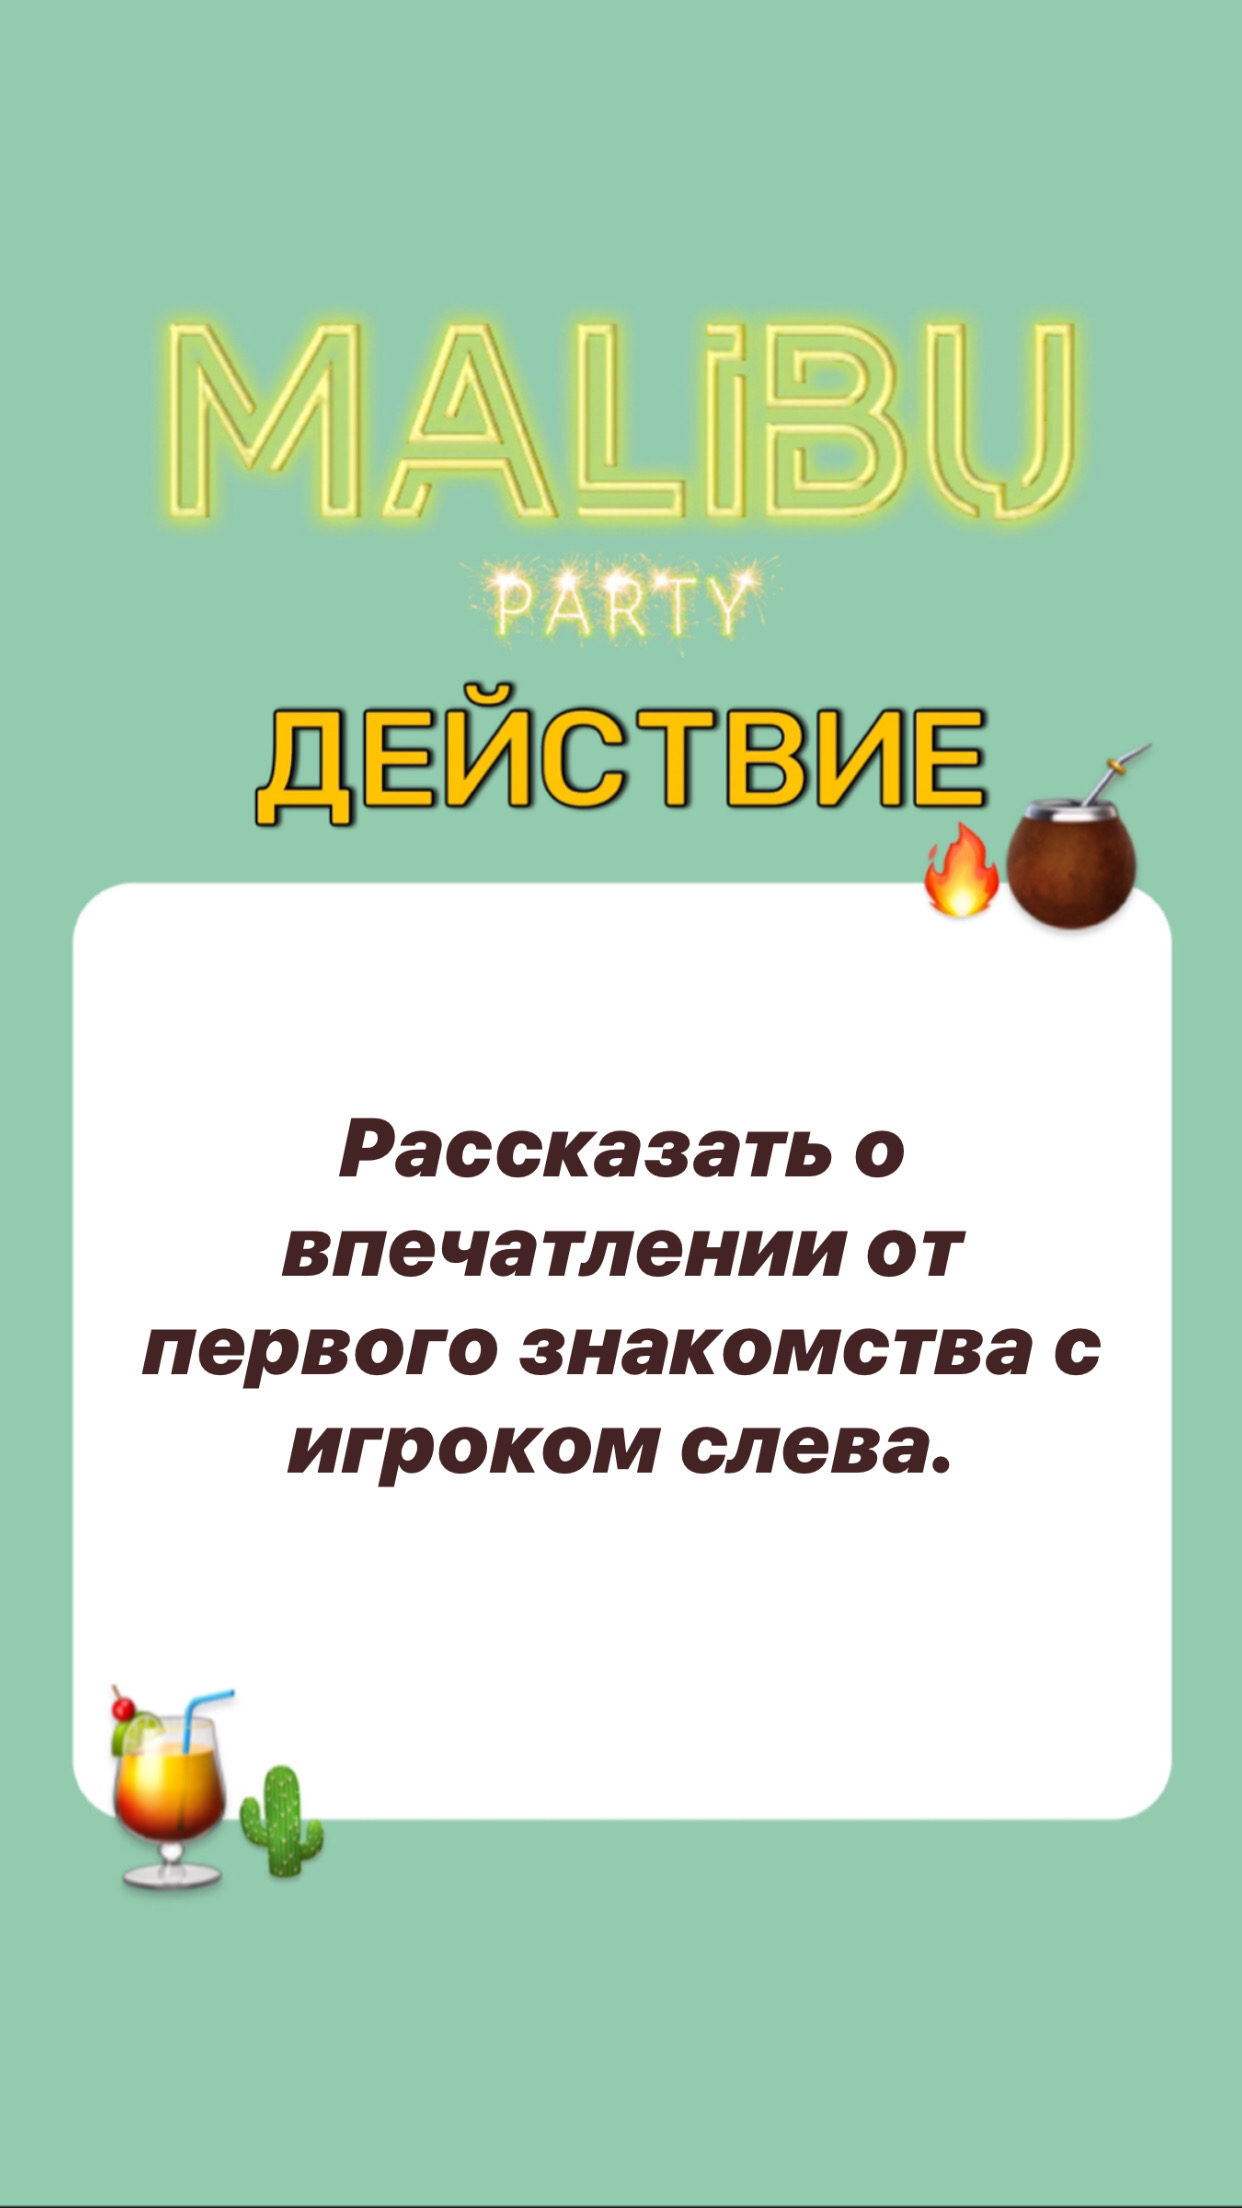 MALiBU
PARTY
ДЕЙСТВИЕ
Рассказать о
впечатлении от
первого знакомства с
игроком слева.